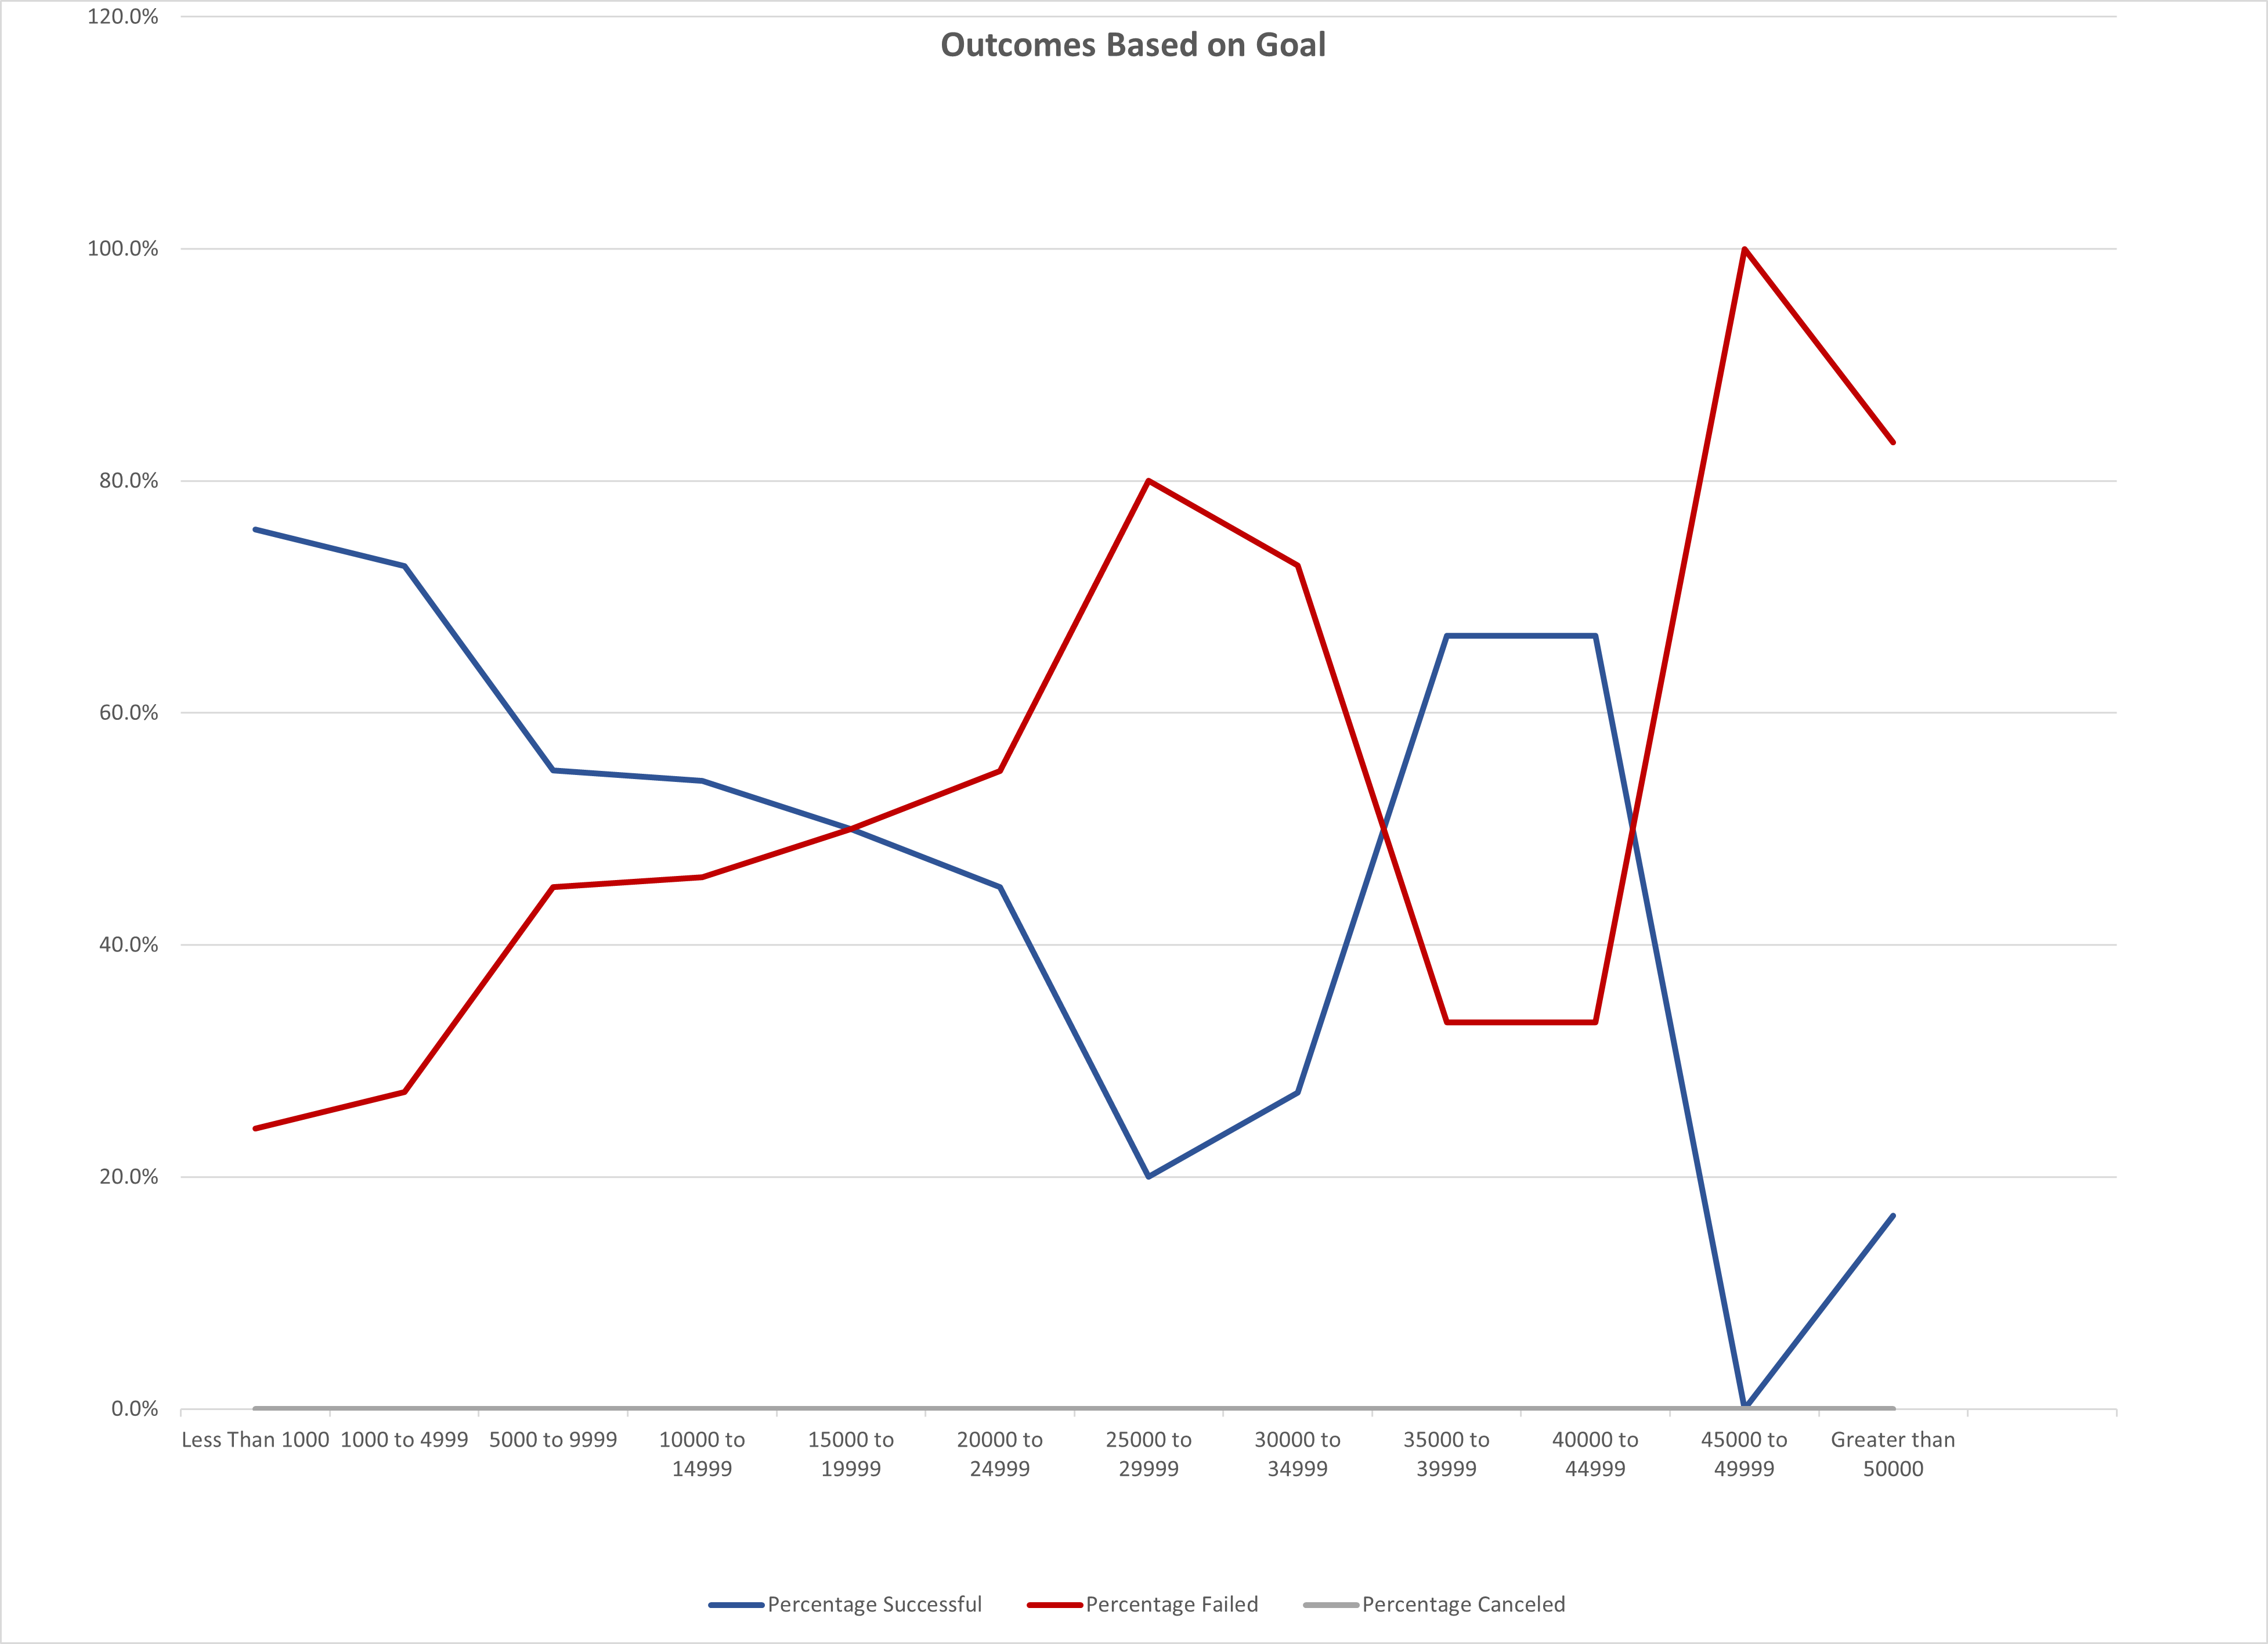 Outcomes Based on Goal
120.0%
100.0%
80.0%
60.0%
40.0%
20.0%
0.0%
Less Than 1000
1000 to 4999
5000 to 9999
10000 to
14999
15000 to
19999
20000 to
24999
25000 to
29999
30000 to
34999
35000 to
39999
40000 to
44999
45000 to
49999
Greater than
50000
Percentage Successful
Percentage Failed
Percentage Canceled